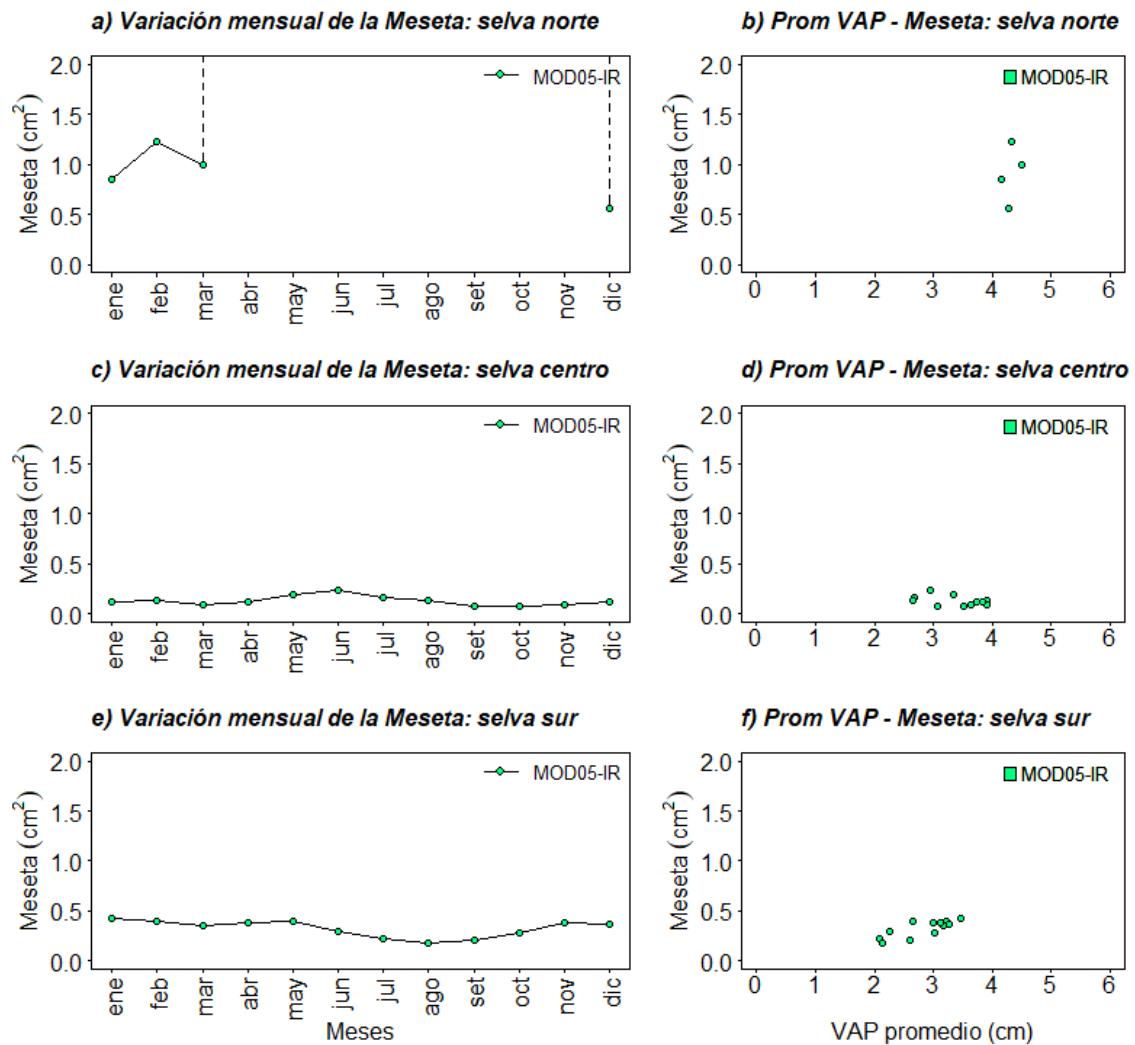 a) Variación mensual de la Meseta: selva norte
b) Prom VAP - Meseta: selva norte
Meseta (cm²)
2.0
1.5
1.0
0.5
0.0
MOD05-IR
ene feb mar abr may jun jul ago set oct nov dic
Meseta (cm²)
2.0
1.5
1.0
0.5
0.0
MOD05-IR
0 1 2 3 4 5 6
c) Variación mensual de la Meseta: selva centro
d) Prom VAP - Meseta: selva centro
Meseta (cm²)
2.0
1.5
1.0
0.5
0.0
MOD05-IR
ene feb mar abr may jun jul ago set oct nov dic
Meseta (cm²)
2.0
1.5
1.0
0.5
0.0
MOD05-IR
0 1 2 3 4 5 6
e) Variación mensual de la Meseta: selva sur
f) Prom VAP - Meseta: selva sur
Meseta (cm²)
2.0
1.5
1.0
0.5
0.0
MOD05-IR
ene feb mar abr may jun jul ago set oct nov dic
Meses
Meseta (cm²)
2.0
1.5
1.0
0.5
0.0
MOD05-IR
0 1 2 3 4 5 6
VAP promedio (cm)